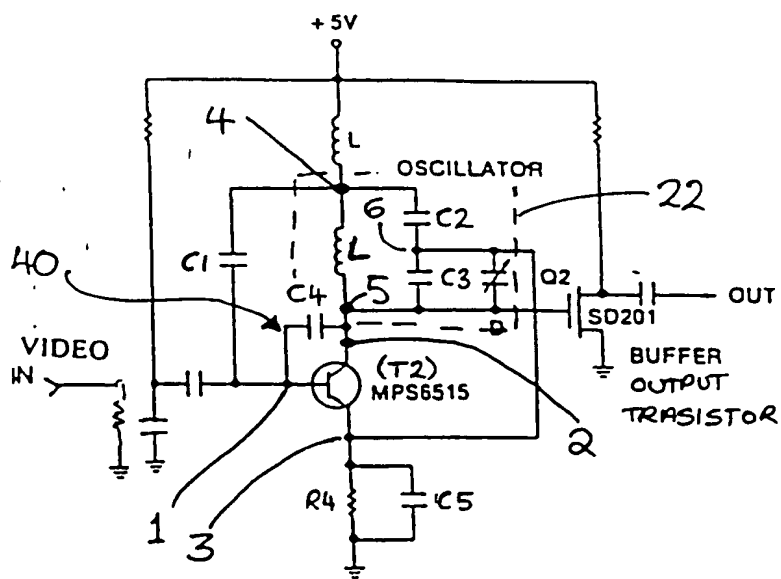 +5V
4
L
OSCILLATOR
22
6
C2
40
C1
L
C3
Q2
C4
5
OUT
D
SD201
VIDEO
IN
(T2)
MPS6515
BUFFER
OUTPUT
TRASISTOR
2
1
3
R4
C5